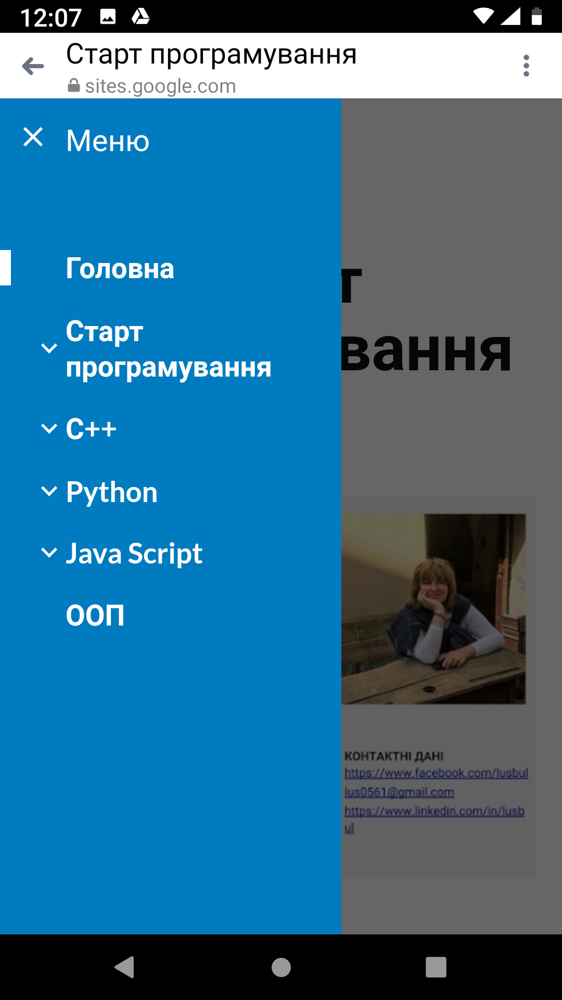 12:07
Старт програмування
sites.google.com
Меню
Головна
Старт
програмування
C++
Python
Java Script
ООП
т
вання
КОНТАКТНІ ДАНІ
https://www.facebook.com/lusbul
lus0561@gmail.com
https://www.linkedin.com/in/lusb
ul